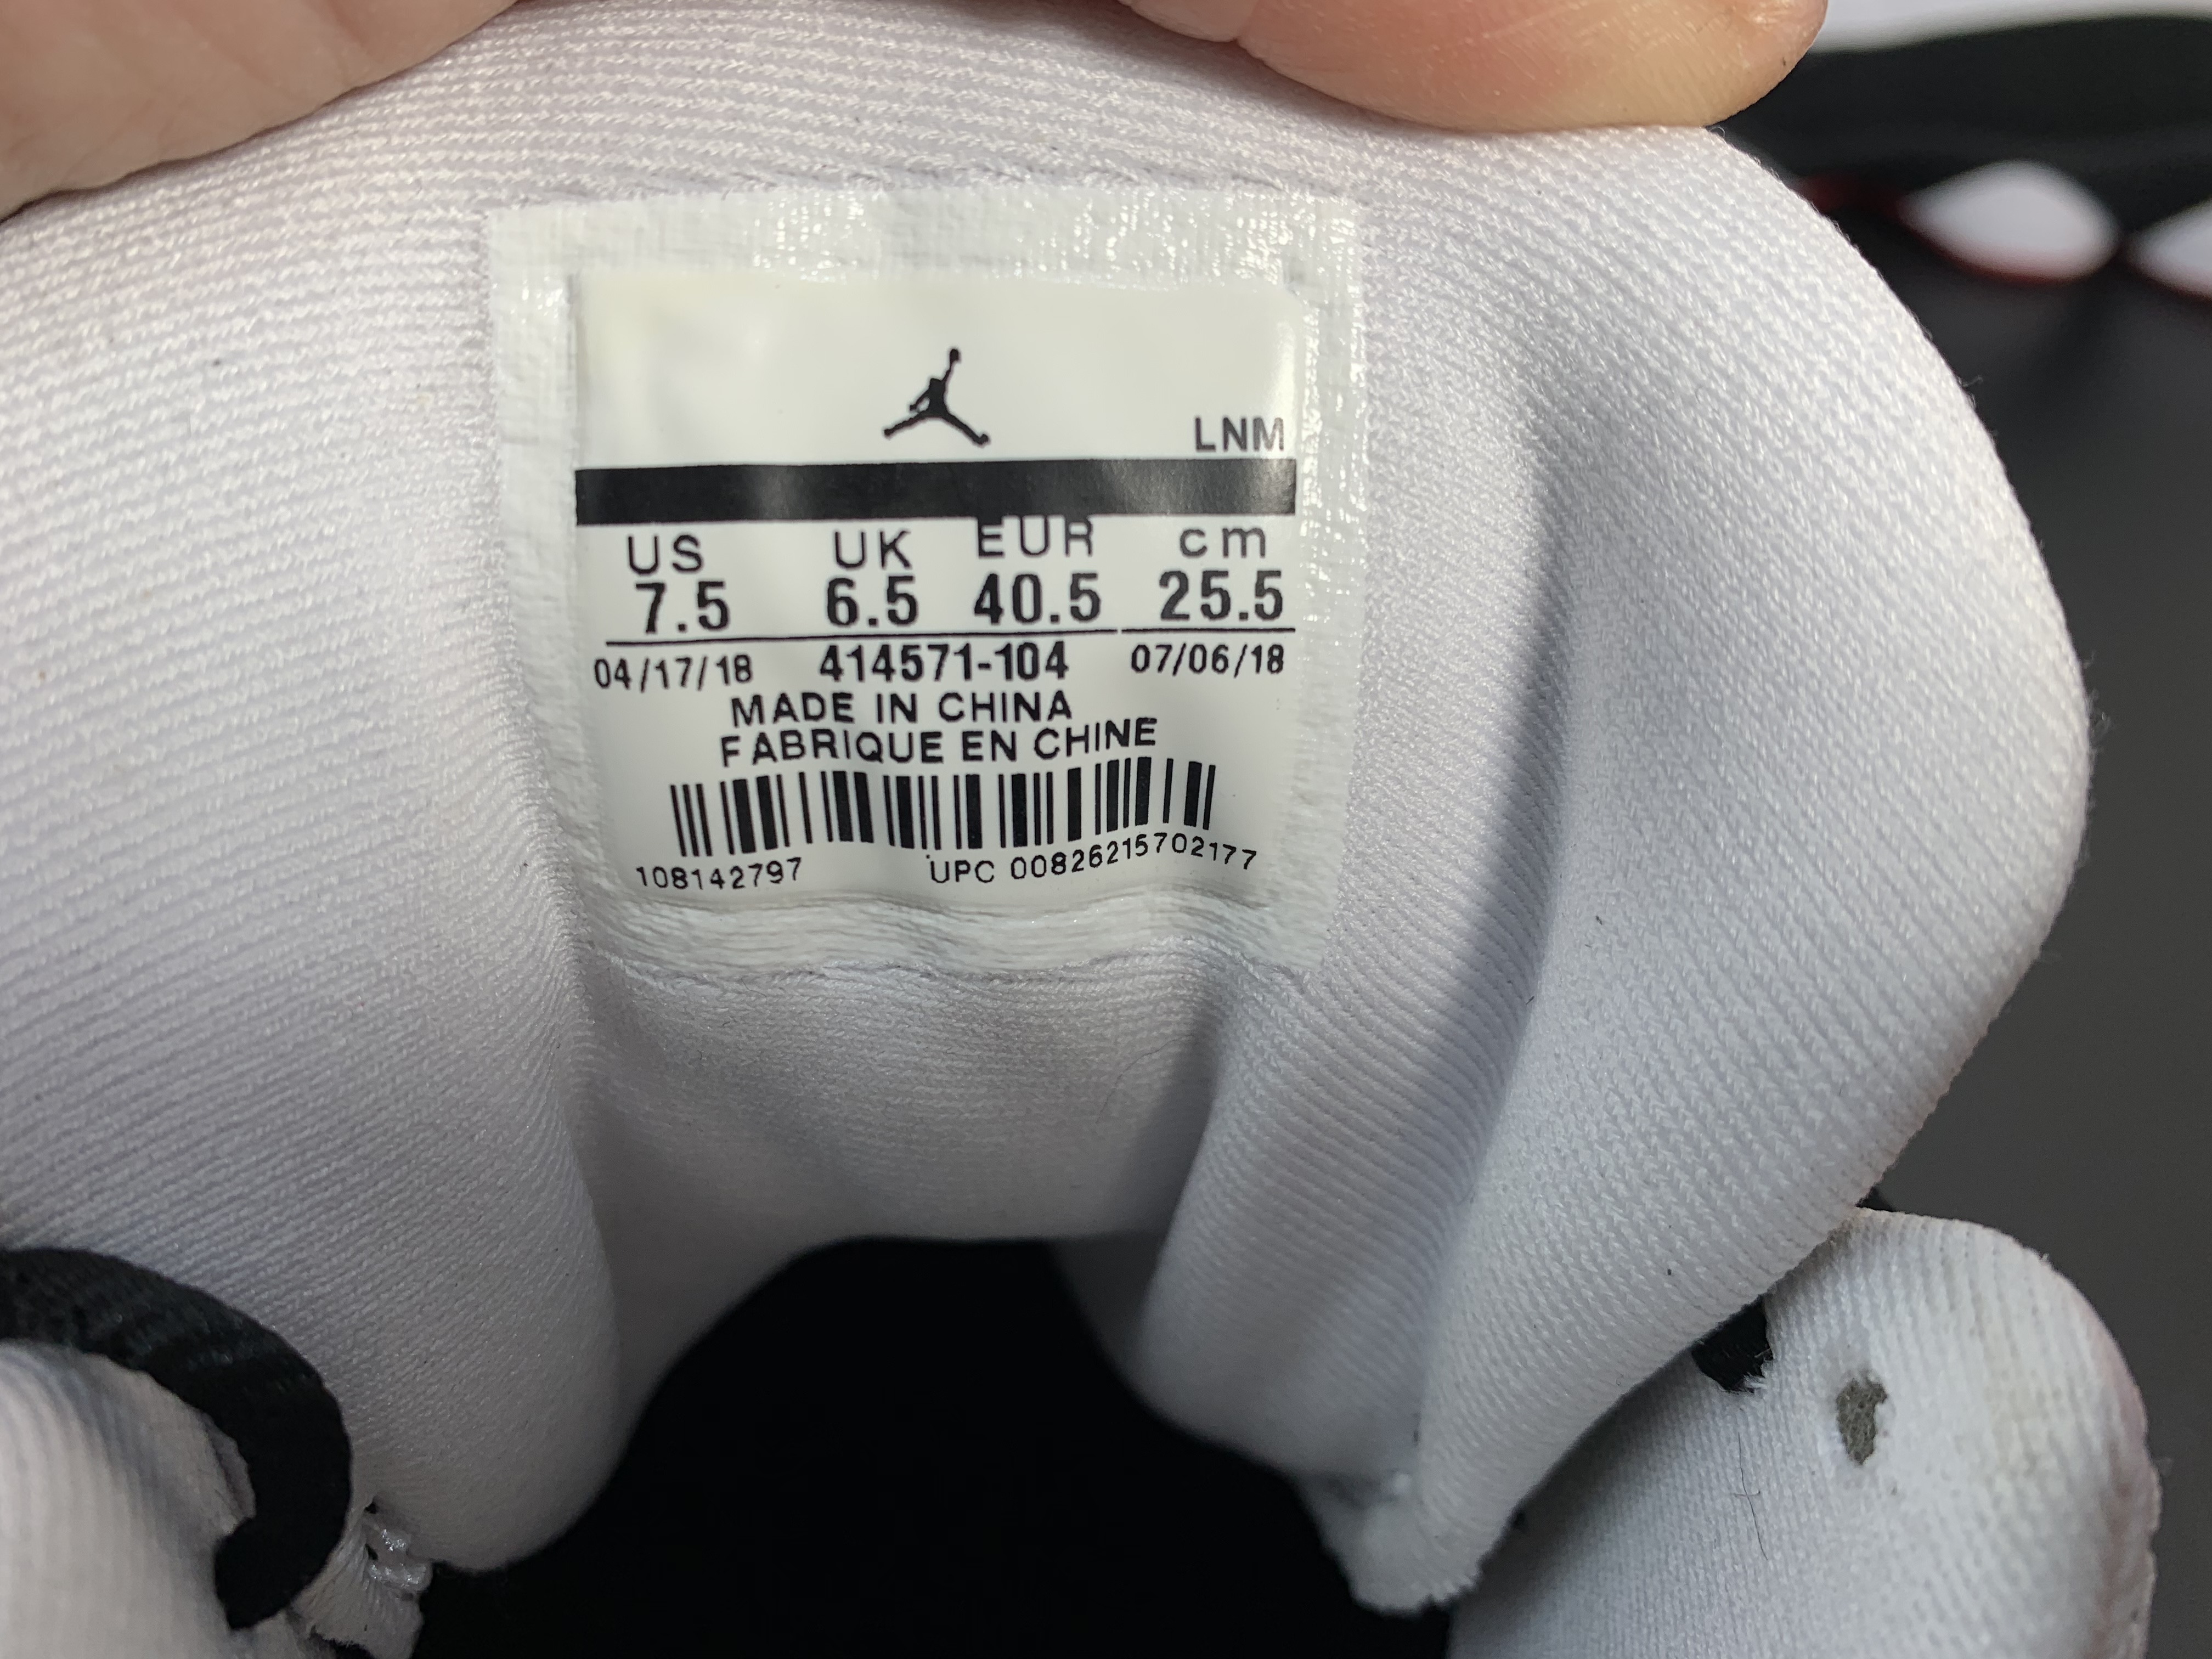 LNM
US UK EUR cm
7.5 6.5 40.5 25.5
04/17/18 414571-104 07/06/18
MADE IN CHINA
FABRIQUE EN CHINE
108142797 UPC 00826215702177